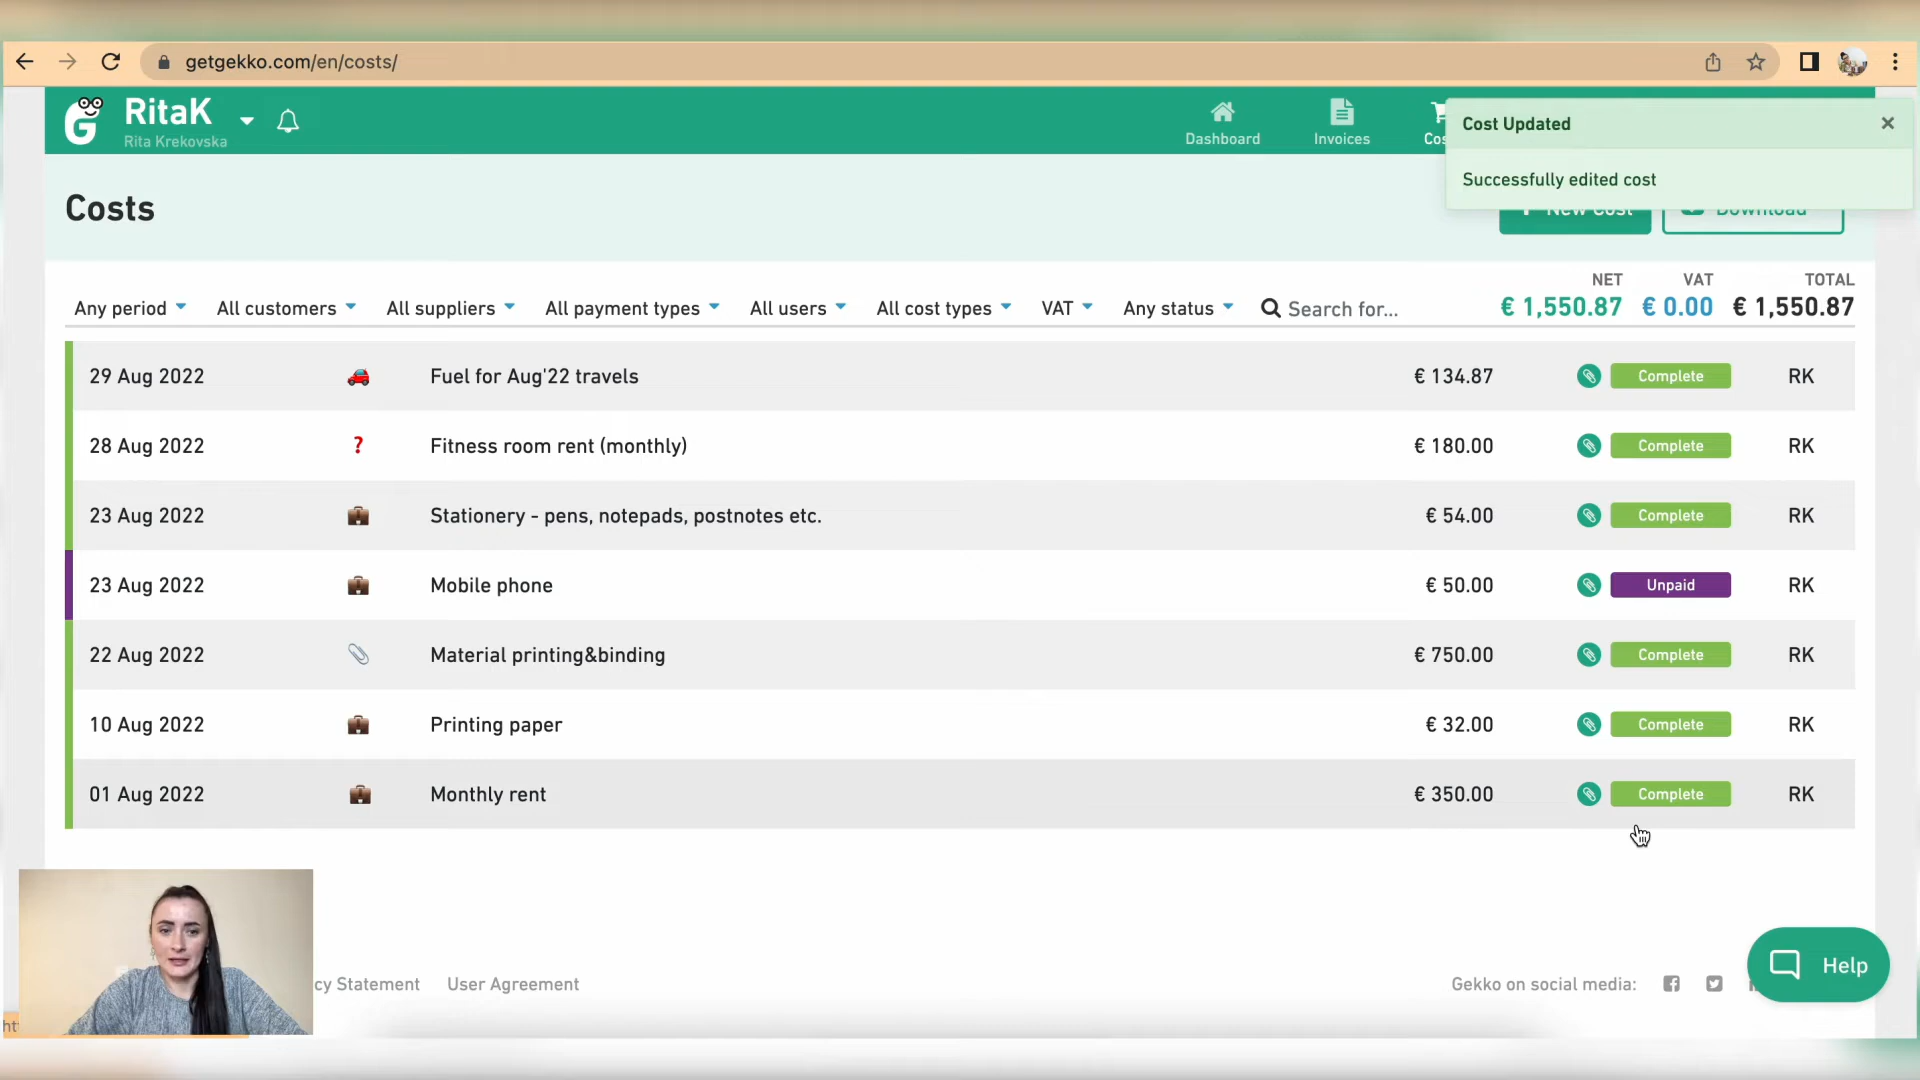 getgekko.com/en/costs/
RitaK
Rita Krekovska
Dashboard
Invoices
Cos
Cost Updated
Successfully edited cost
Costs
New Cost
Download
NET VAT TOTAL
Any period All customers All suppliers All payment types All users All cost types VAT Any status Search for... € 1,550.87 € 0.00 € 1,550.87
29 Aug 2022 Fuel for Aug'22 travels € 134.87 Complete RK
28 Aug 2022 ? Fitness room rent (monthly) € 180.00 Complete RK
23 Aug 2022 Stationery - pens, notepads, postnotes etc. € 54.00 Complete RK
23 Aug 2022 Mobile phone € 50.00 Unpaid RK
22 Aug 2022 Material printing&binding € 750.00 Complete RK
10 Aug 2022 Printing paper € 32.00 Complete RK
01 Aug 2022 Monthly rent € 350.00 Complete RK
Help
cy Statement User Agreement Gekko on social media: